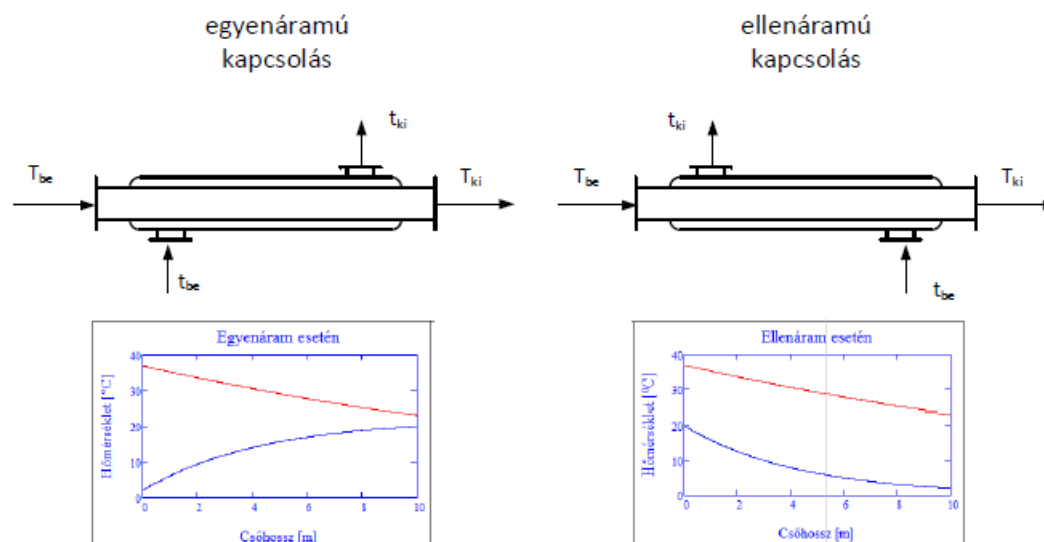 egyenáramú
kapcsolás
ellenáramú
kapcsolás
tki
Tbe
Tki
tbe
tki
Tbe
Tki
tbe
Egyenáram esetén
40
30
20
10
0
Hőmérséklet [°C]
0 2 4 6 8 10
Csőhossz [m]
Ellenáram esetén
40
30
20
10
0
Hőmérséklet [⁰C]
0 2 4 6 8 10
Csőhossz [m]